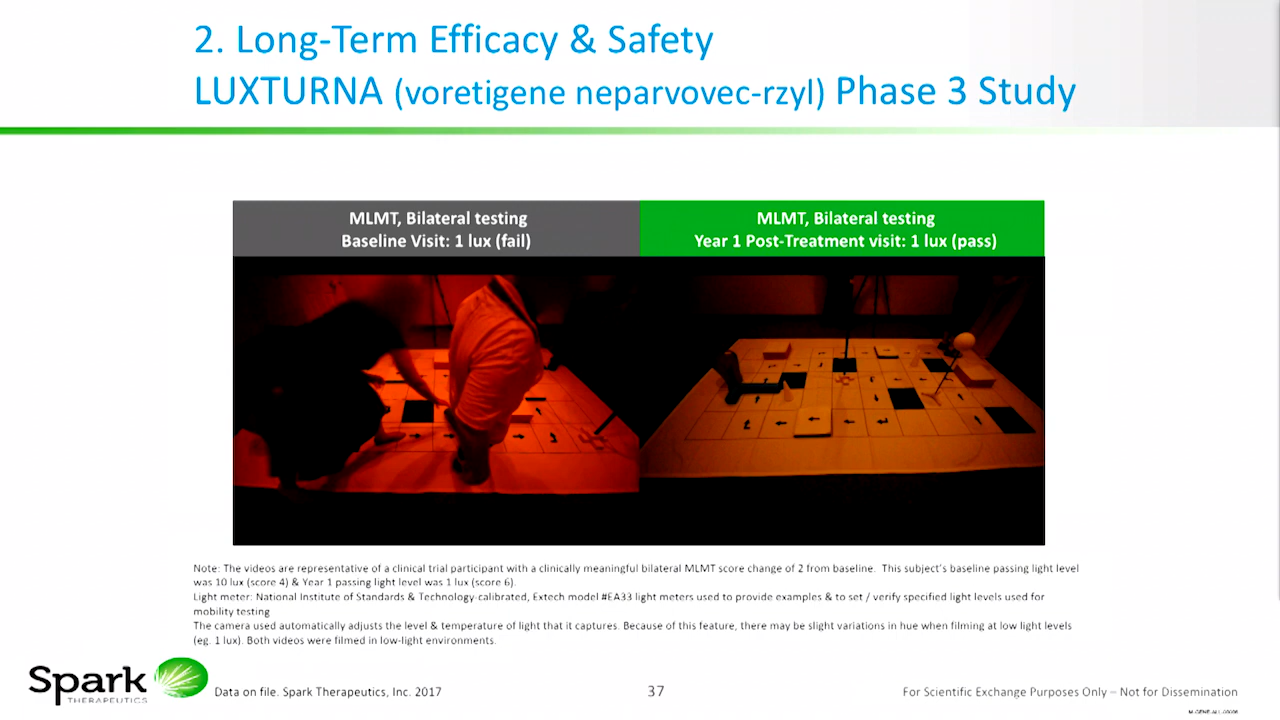 2. Long-Term Efficacy & Safety
LUXTURNA (voretigene neparvovec-rzyl) Phase 3 Study
MLMT, Bilateral testing
Baseline Visit: 1 lux (fail)
MLMT, Bilateral testing
Year 1 Post-Treatment visit: 1 lux (pass)
Note: The videos are representative of a clinical trial participant with a clinically meaningful bilateral MLMT score change of 2 from baseline. This subject's baseline passing light level
was 10 lux (score 4) & Year 1 passing light level was 1 lux (score 6).
Light meter: National Institute of Standards & Technology-calibrated, Extech model #EA33 light meters used to provide examples & to set / verify specified light levels used for
mobility testing
The camera used automatically adjusts the level & temperature of light that it captures. Because of this feature, there may be slight variations in hue when filming at low light levels
(eg. 1 lux). Both videos were filmed in low-light environments.
Spark
THERAPEUTICS
Data on file. Spark Therapeutics, Inc. 2017
37
For Scientific Exchange Purposes Only – Not for Dissemination